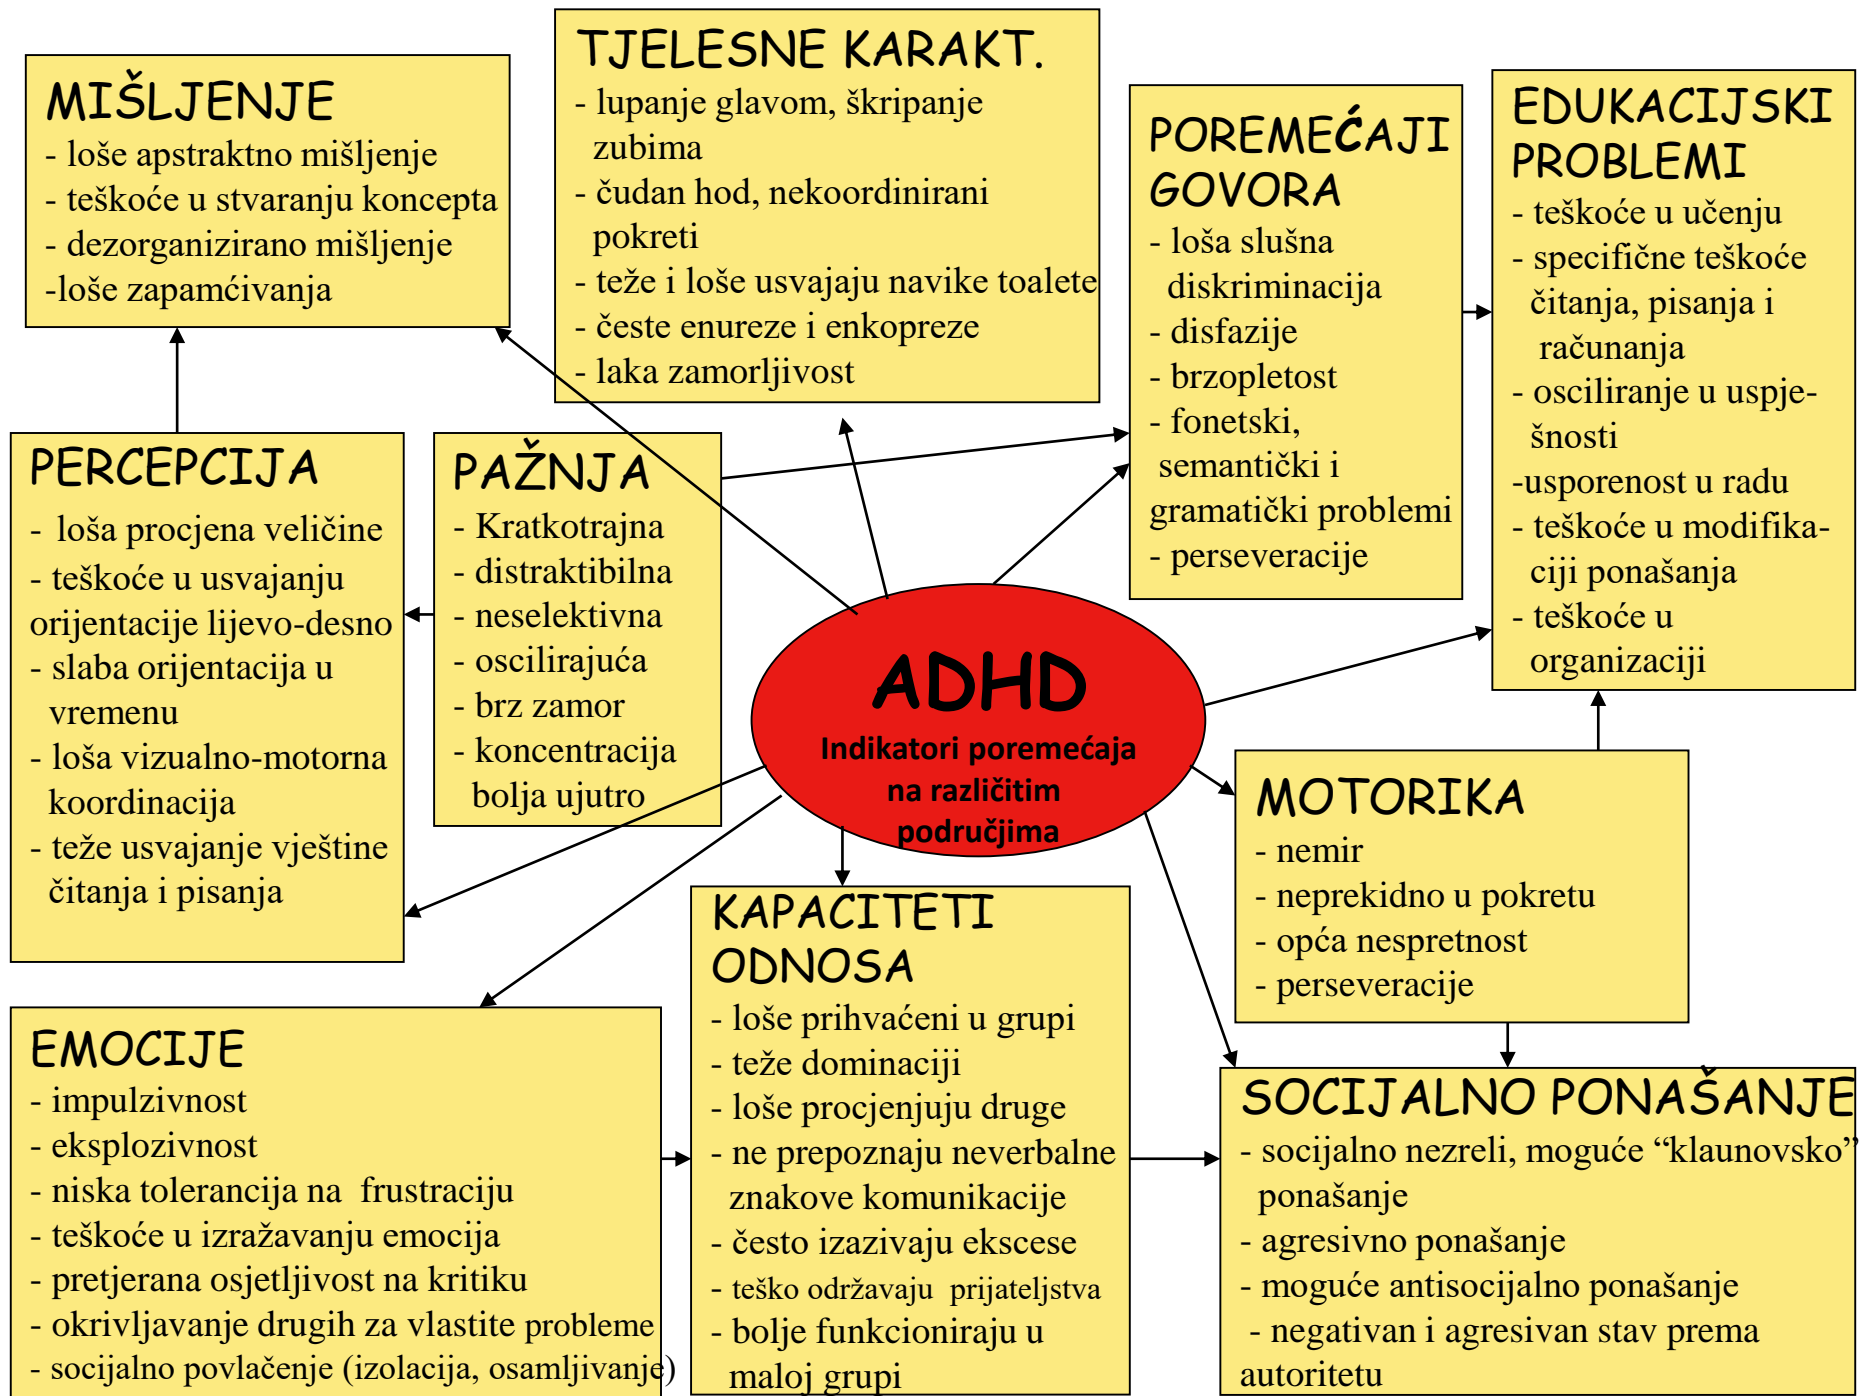 MIŠLJENJE
- loše apstraktno mišljenje
- teškoće u stvaranju koncepta
- dezorganizirano mišljenje
-loše zapamćivanja
TJELESNE KARAKT.
- lupanje glavom, škripanje
zubima
- čudan hod, nekoordinirani
pokreti
- teže i loše usvajaju navike toalete
- česte enureze i enkopreze
- laka zamorljivost
POREMEĆAJI
GOVORA
- loša slušna
diskriminacija
- disfazije
- brzopletost
- fonetski,
semantički i
gramatički problemi
- perseveracije
EDUKACIJSKI
PROBLEMI
- teškoće u učenju
- specifične teškoće
čitanja, pisanja i
računanja
- osciliranje u uspje-
šnosti
-usporenost u radu
- teškoće u modifika-
ciji ponašanja
- teškoće u
organizaciji
PERCEPCIJA
- loša procjena veličine
- teškoće u usvajanju
orijentacije lijevo-desno
- slaba orijentacija u
vremenu
- loša vizualno-motorna
koordinacija
- teže usvajanje vještine
čitanja i pisanja
PAŽNJA
- Kratkotrajna
- distraktibilna
- neselektivna
- oscilirajuća
- brz zamor
- koncentracija
bolja ujutro
ADHD
Indikatori poremećaja
na različitim
područjima
MOTORIKA
- nemir
- neprekidno u pokretu
- opća nespretnost
- perseveracije
EMOCIJE
- impulzivnost
- eksplozivnost
- niska tolerancija na frustraciju
- teškoće u izražavanju emocija
- pretjerana osjetljivost na kritiku
- okrivljavanje drugih za vlastite probleme
- socijalno povlačenje (izolacija, osamljivanje)
KAPACITETI
ODNOSA
- loše prihvaćeni u grupi
- teže dominaciji
- loše procjenjuju druge
- ne prepoznaju neverbalne
znakove komunikacije
- često izazivaju ekscese
- teško održavaju prijateljstva
- bolje funkcioniraju u
maloj grupi
SOCIJALNO PONAŠANJE
- socijalno nezreli, moguće “klaunovsko”
ponašanje
- agresivno ponašanje
- moguće antisocijalno ponašanje
- negativan i agresivan stav prema
autoritetu